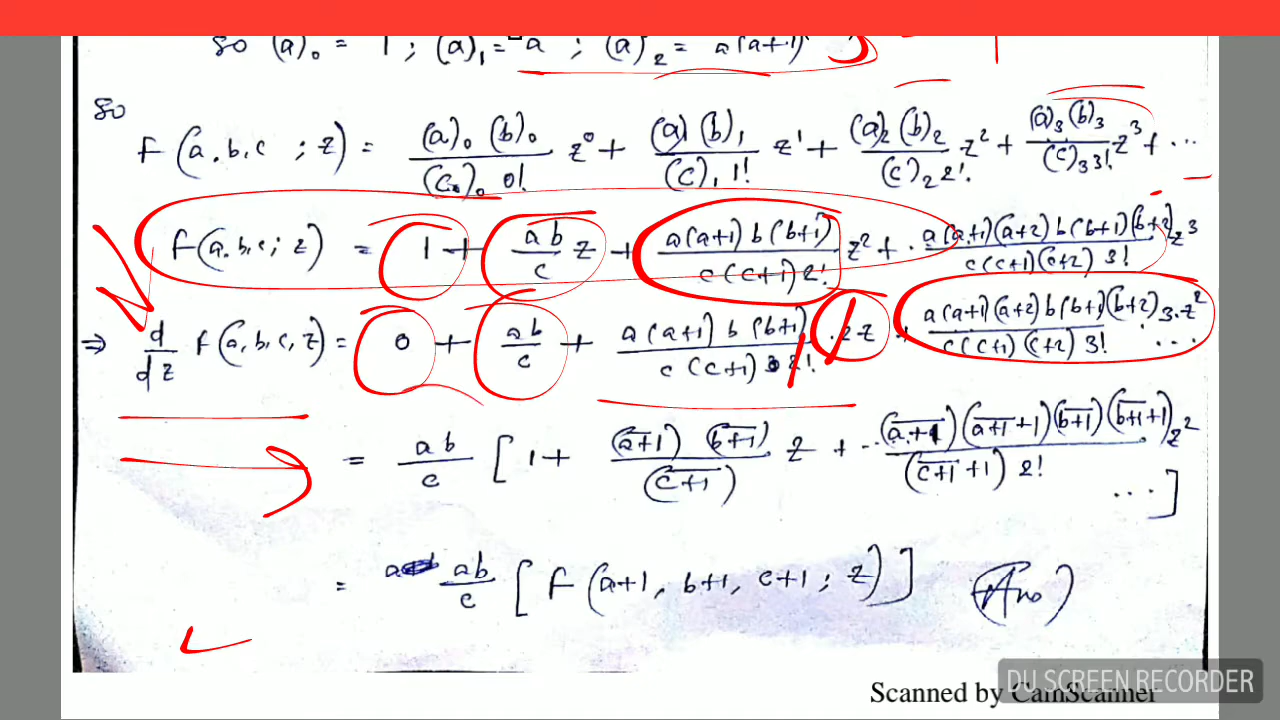 so (a)₀ = 1 ; (a)₁ = a ; (a)₂ = a(a+1)
so
F(a.b.c ; z) = (a)₀ (b)₀ / (c)₀ 0! z⁰ + (a) (b)₁ / (c)₁ 1! z¹ + (a)₂ (b)₂ / (c)₂ 2! z² + (a)₃ (b)₃ / (c)₃ 3! z³ + ...
F(a.b.c ; z) = 1 + ab/c z + a(a+1) b(b+1) / c(c+1) 2! z² + a(a+1)(a+2) b(b+1)(b+2) / c(c+1)(c+2) 3! z³
⇒ d/dz F(a,b,c,z) = 0 + ab/c + a(a+1) b(b+1) / c(c+1) 2! . 2z + a(a+1)(a+2) b(b+1)(b+2) / c(c+1)(c+2) 3! 3.z² ...
= ab/c [ 1 + (a+1) (b+1) / (c+1) z + (a+1)(a+1+1)(b+1)(b+1+1) / (c+1+1) 2! z² ... ]
= ab/c [ F(a+1, b+1, c+1 ; z) ] (Ans)
Scanned by CamScanner
DU SCREEN RECORDER